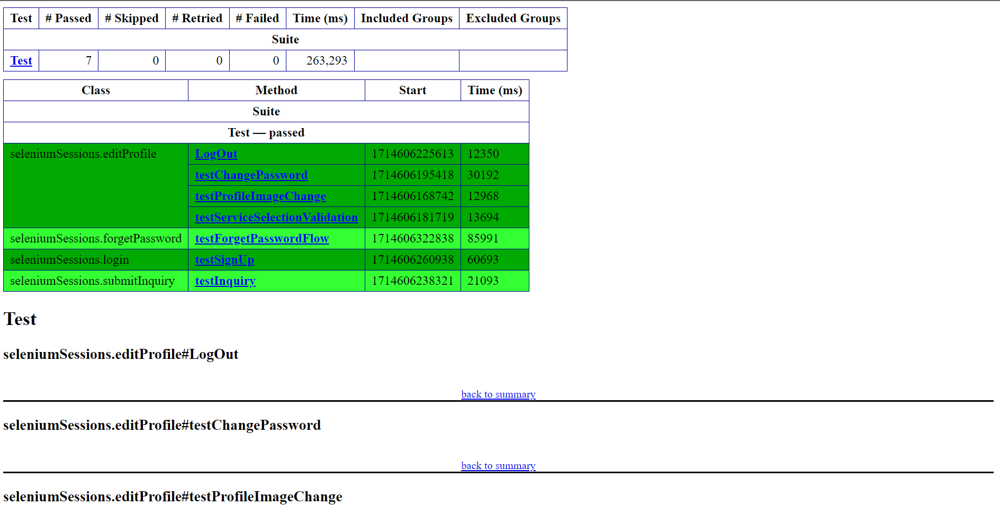 Test # Passed # Skipped # Retried # Failed Time (ms) Included Groups Excluded Groups
Suite
Test 7 0 0 0 263,293
Class Method Start Time (ms)
Suite
Test — passed
seleniumSessions.editProfile LogOut 1714606225613 12350
testChangePassword 1714606195418 30192
testProfileImageChange 1714606168742 12968
testServiceSelectionValidation 1714606181719 13694
seleniumSessions.forgetPassword testForgetPasswordFlow 1714606322838 85991
seleniumSessions.login testSignUp 1714606260938 60693
seleniumSessions.submitInquiry testInquiry 1714606238321 21093
Test
seleniumSessions.editProfile#LogOut
back to summary
seleniumSessions.editProfile#testChangePassword
back to summary
seleniumSessions.editProfile#testProfileImageChange